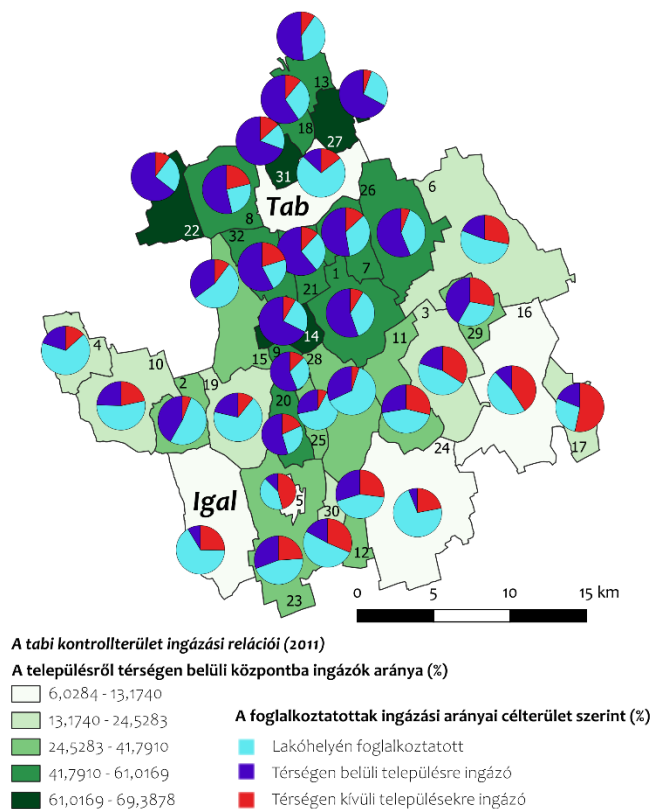 13
18
27
31
Tab
26
6
8
22
32
1
7
21
3
16
14
11
29
15
9
28
4
10
2
19
20
25
24
17
Igal
5
30
12
23
0 5 10 15 km
A tabi kontrollterület ingázási relációi (2011)
A településről térségen belüli központba ingázók aránya (%)
6,0284 - 13,1740
13,1740 - 24,5283
24,5283 - 41,7910
41,7910 - 61,0169
61,0169 - 69,3878
A foglalkoztatottak ingázási arányai célterület szerint (%)
Lakóhelyén foglalkoztatott
Térségen belüli településre ingázó
Térségen kívüli településekre ingázó